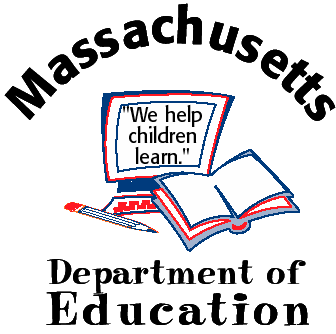 Massachusetts
"We help
children
learn."
Department of
Education